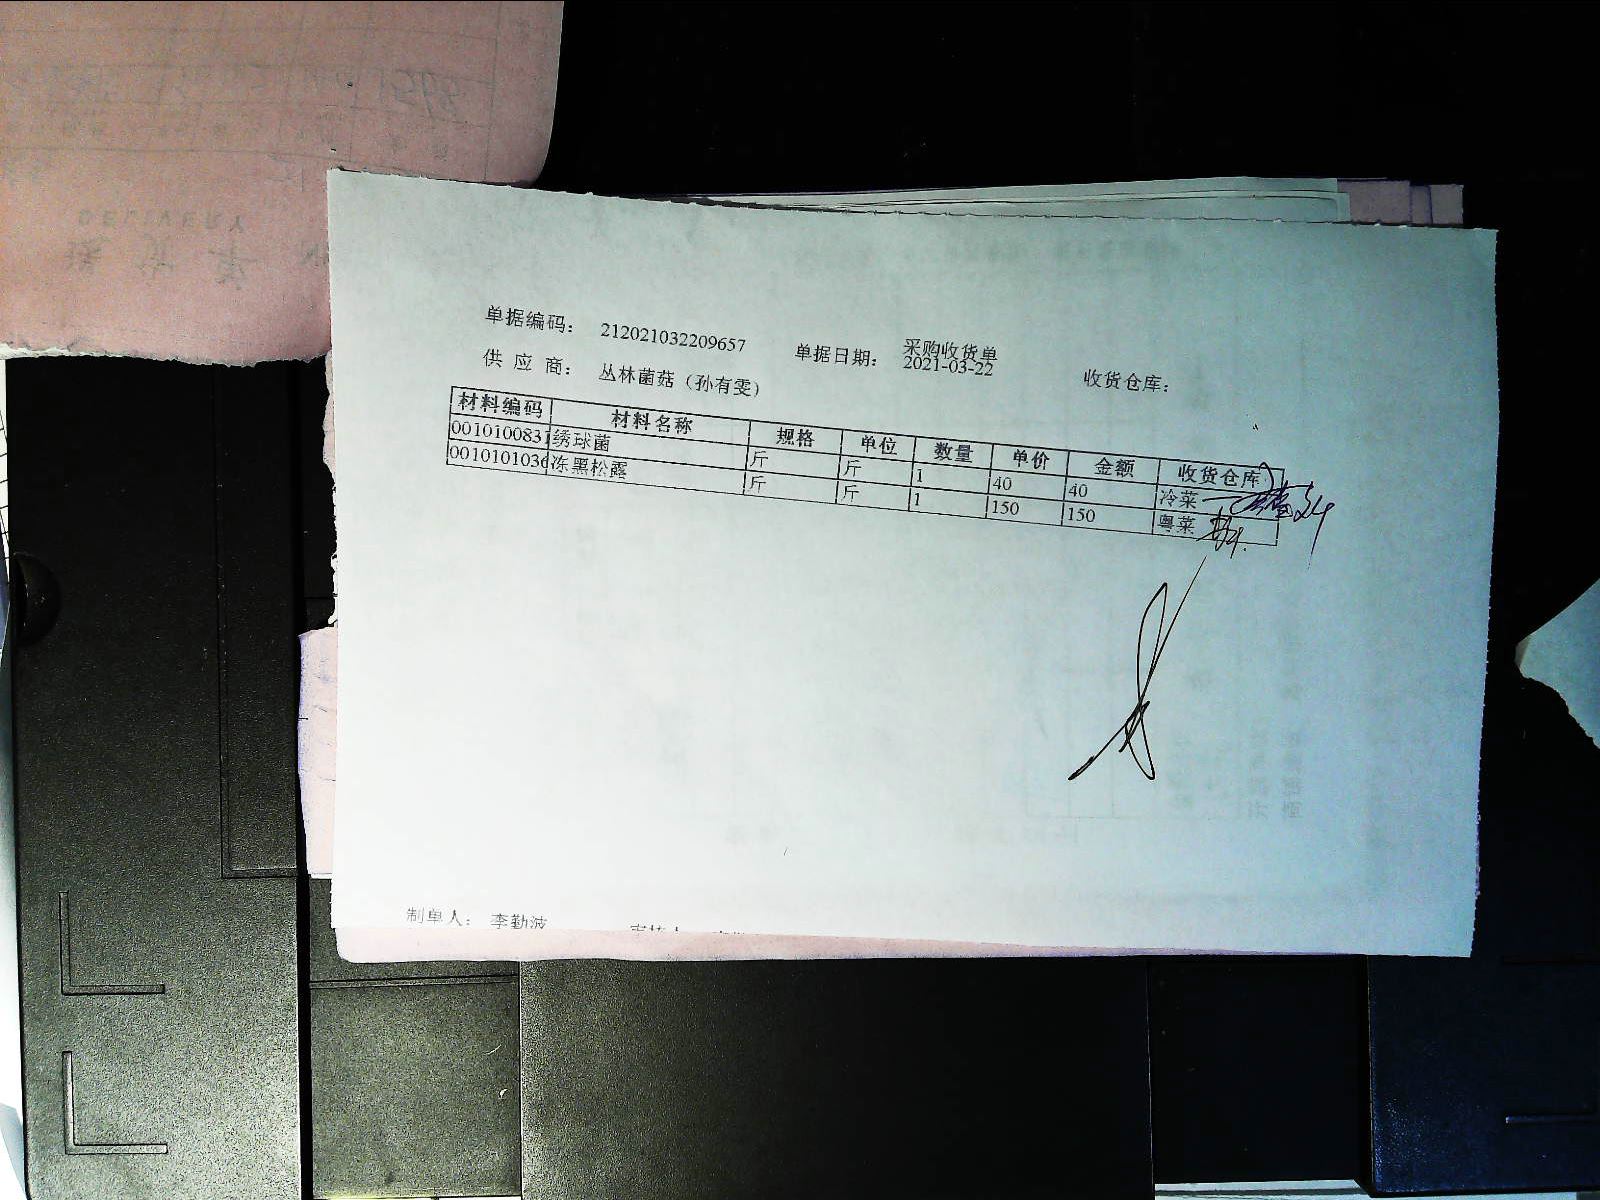 DELIVERY
采购收货单
单据编码： 212021032209657 单据日期： 2021-03-22 收货仓库：
供 应 商： 丛林菌菇（孙有雯）
材料编码 材料名称 规格 单位 数量 单价 金额 收货仓库
001010083 绣球菌 斤 斤 1 40 40 冷菜
0010101036 冻黑松露 斤 斤 1 150 150 粤菜
制单人： 李勤波